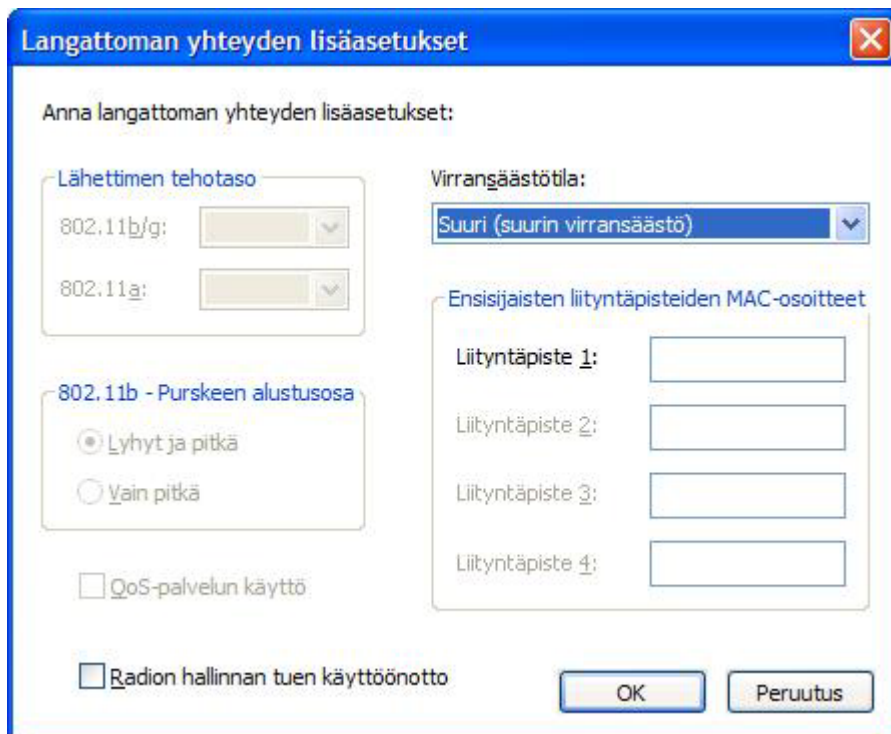 Langattoman yhteyden lisäasetukset
Anna langattoman yhteyden lisäasetukset:
Lähettimen tehotaso
802.11b/g:
802.11a:
802.11b - Purskeen alustusosa
Lyhyt ja pitkä
Vain pitkä
QoS-palvelun käyttö
Radion hallinnan tuen käyttöönotto
Virransäästötila:
Suuri (suurin virransäästö)
Ensisijaisten liityntäpisteiden MAC-osoitteet
Liityntäpiste 1:
Liityntäpiste 2:
Liityntäpiste 3:
Liityntäpiste 4:
OK
Peruutus